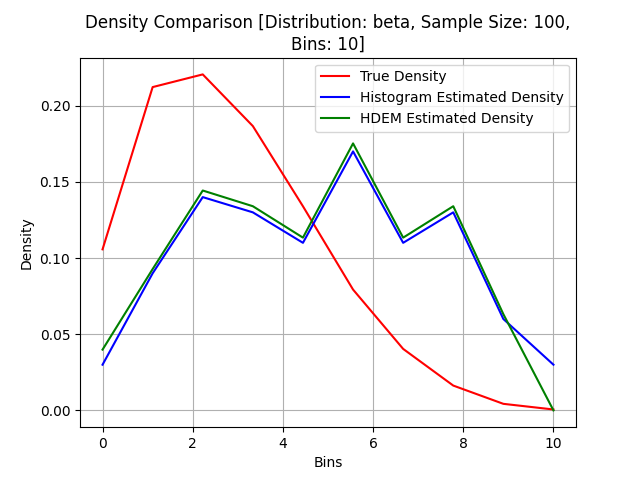 Density Comparison [Distribution: beta, Sample Size: 100,
Bins: 10]
True Density
Histogram Estimated Density
HDEM Estimated Density
0.20
0.15
0.10
0.05
0.00
Density
0 2 4 6 8 10
Bins